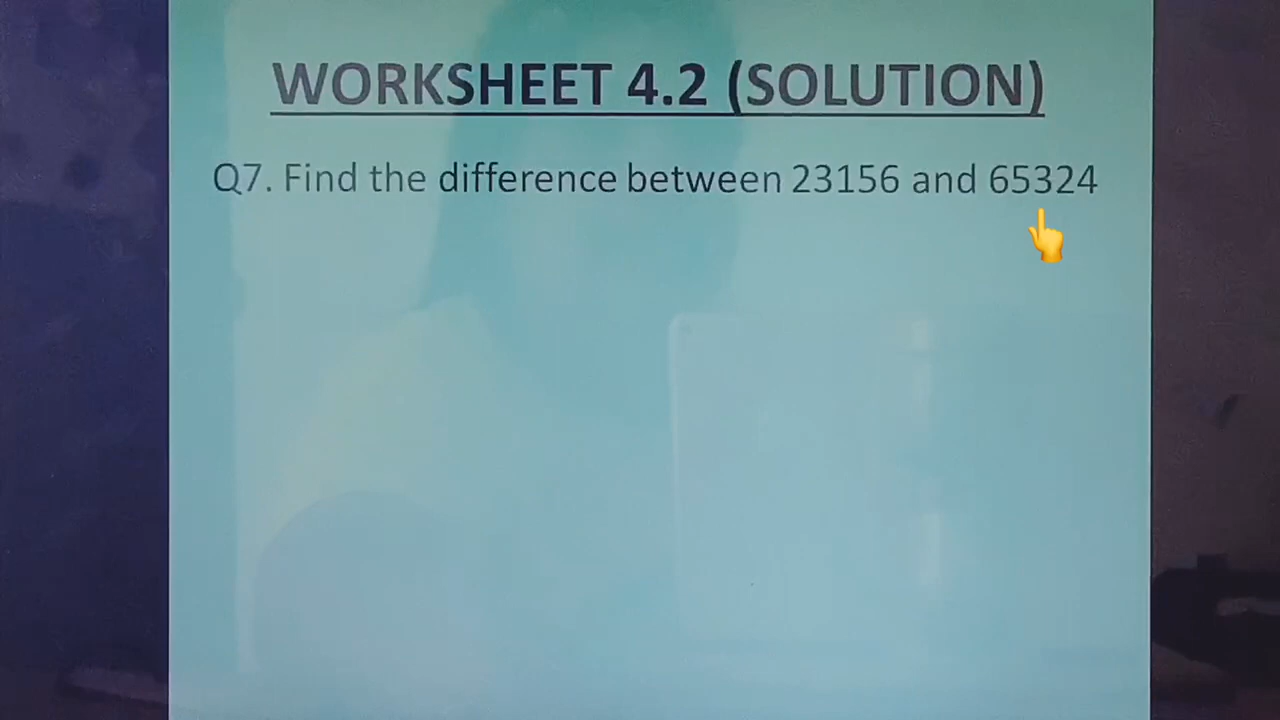 WORKSHEET 4.2 (SOLUTION)
Q7. Find the difference between 23156 and 65324